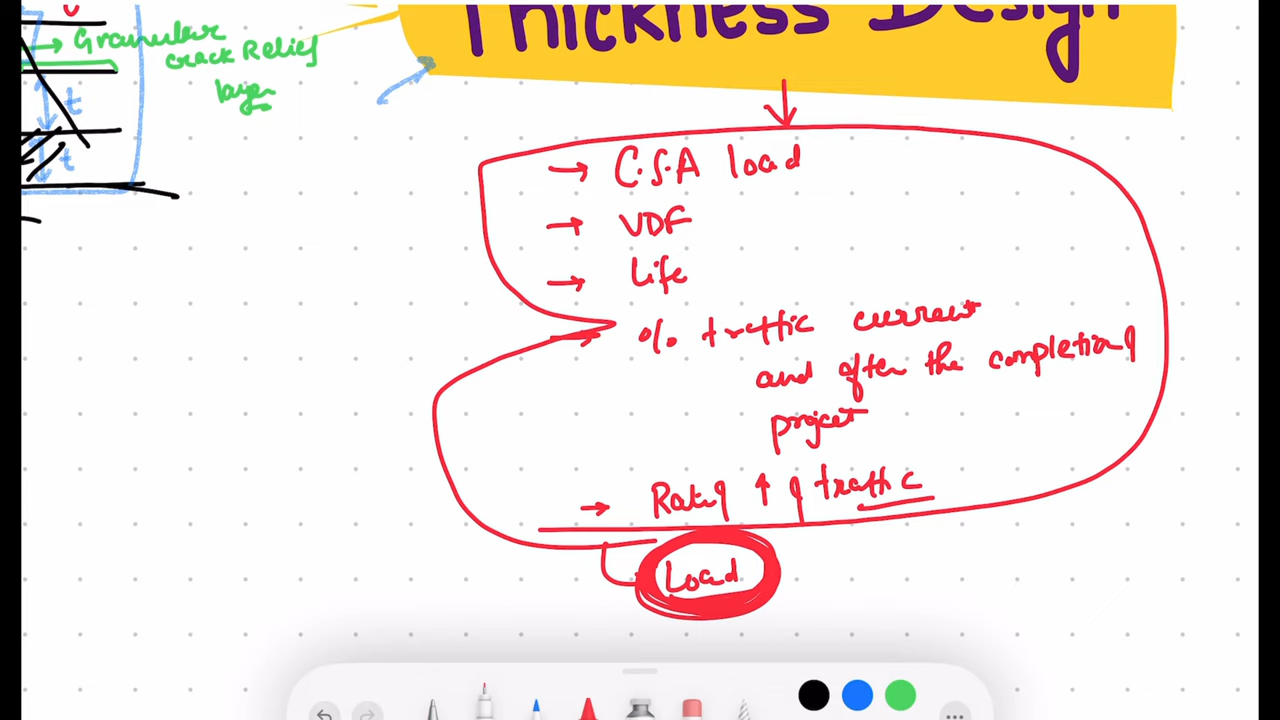 Thickness Design
→ Granular
crack Relief
layer
t
t
→ C.S.A load
→ VDF
→ Life
→ % traffic current
and after the completion of
project
→ Rate of ↑ of traffic
Load